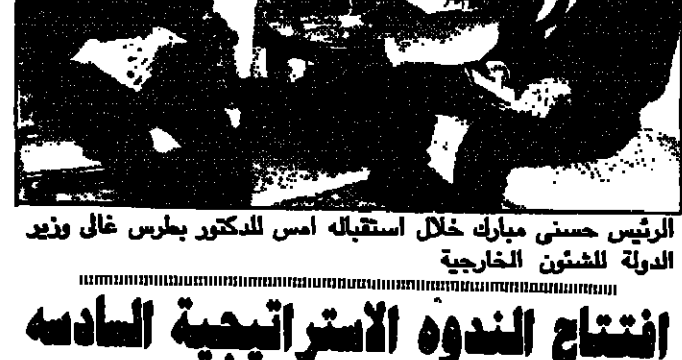 الرئيس حسنى مبارك خلال استقباله امس للدكتور بطرس غالى وزير
الدولة للشئون الخارجية
افتتاح الندوه الاستراتيجية السادسه